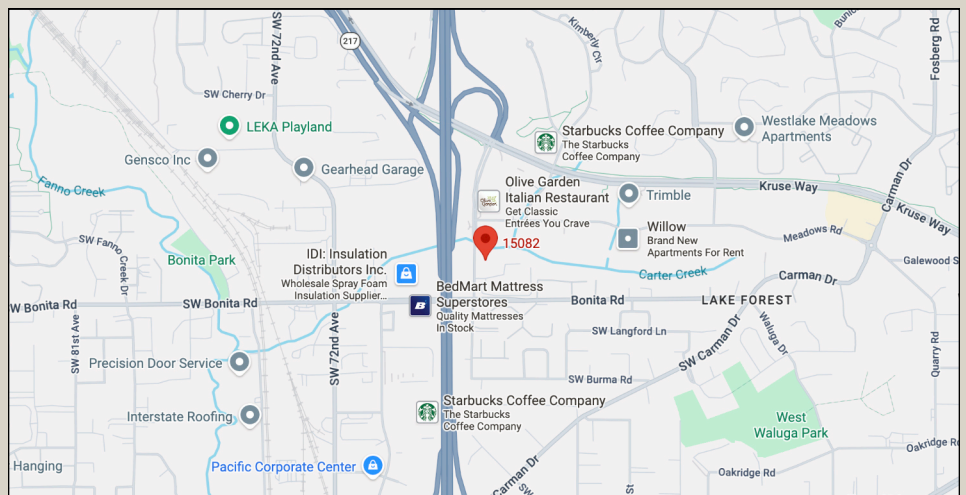 SW 72nd Ave
217
Kimberly Ctr
Fosberg Rd
SW Cherry Dr
LEKA Playland
Starbucks Coffee Company
The Starbucks
Coffee Company
Westlake Meadows
Apartments
Gensco Inc
Gearhead Garage
Carman Dr
Fanno Creek
Olive Garden
Italian Restaurant
Get Classic
Entrées You Crave
Trimble
Kruse Way
Kruse Way
Willow
Brand New
Apartments For Rent
Meadows Rd
15082
SW Fanno
Creek Dr
Bonita Park
IDI: Insulation
Distributors Inc.
Wholesale Spray Foam
Insulation Supplier...
Galewood S
Carter Creek
Carman Dr
BedMart Mattress
Superstores
Quality Mattresses
In Stock
W Bonita Rd
SW Bonita Rd
Bonita Rd
LAKE FOREST
SW 81st Ave
SW 72nd Ave
SW Langford Ln
Waluga Dr
Quarry Rd
SW Carman Dr
Precision Door Service
SW Burma Rd
Interstate Roofing
Starbucks Coffee Company
The Starbucks
Coffee Company
West
Waluga Park
Oakridge Rd
Hanging
Pacific Corporate Center
Carman Dr
SW
St
Oakridge Rd